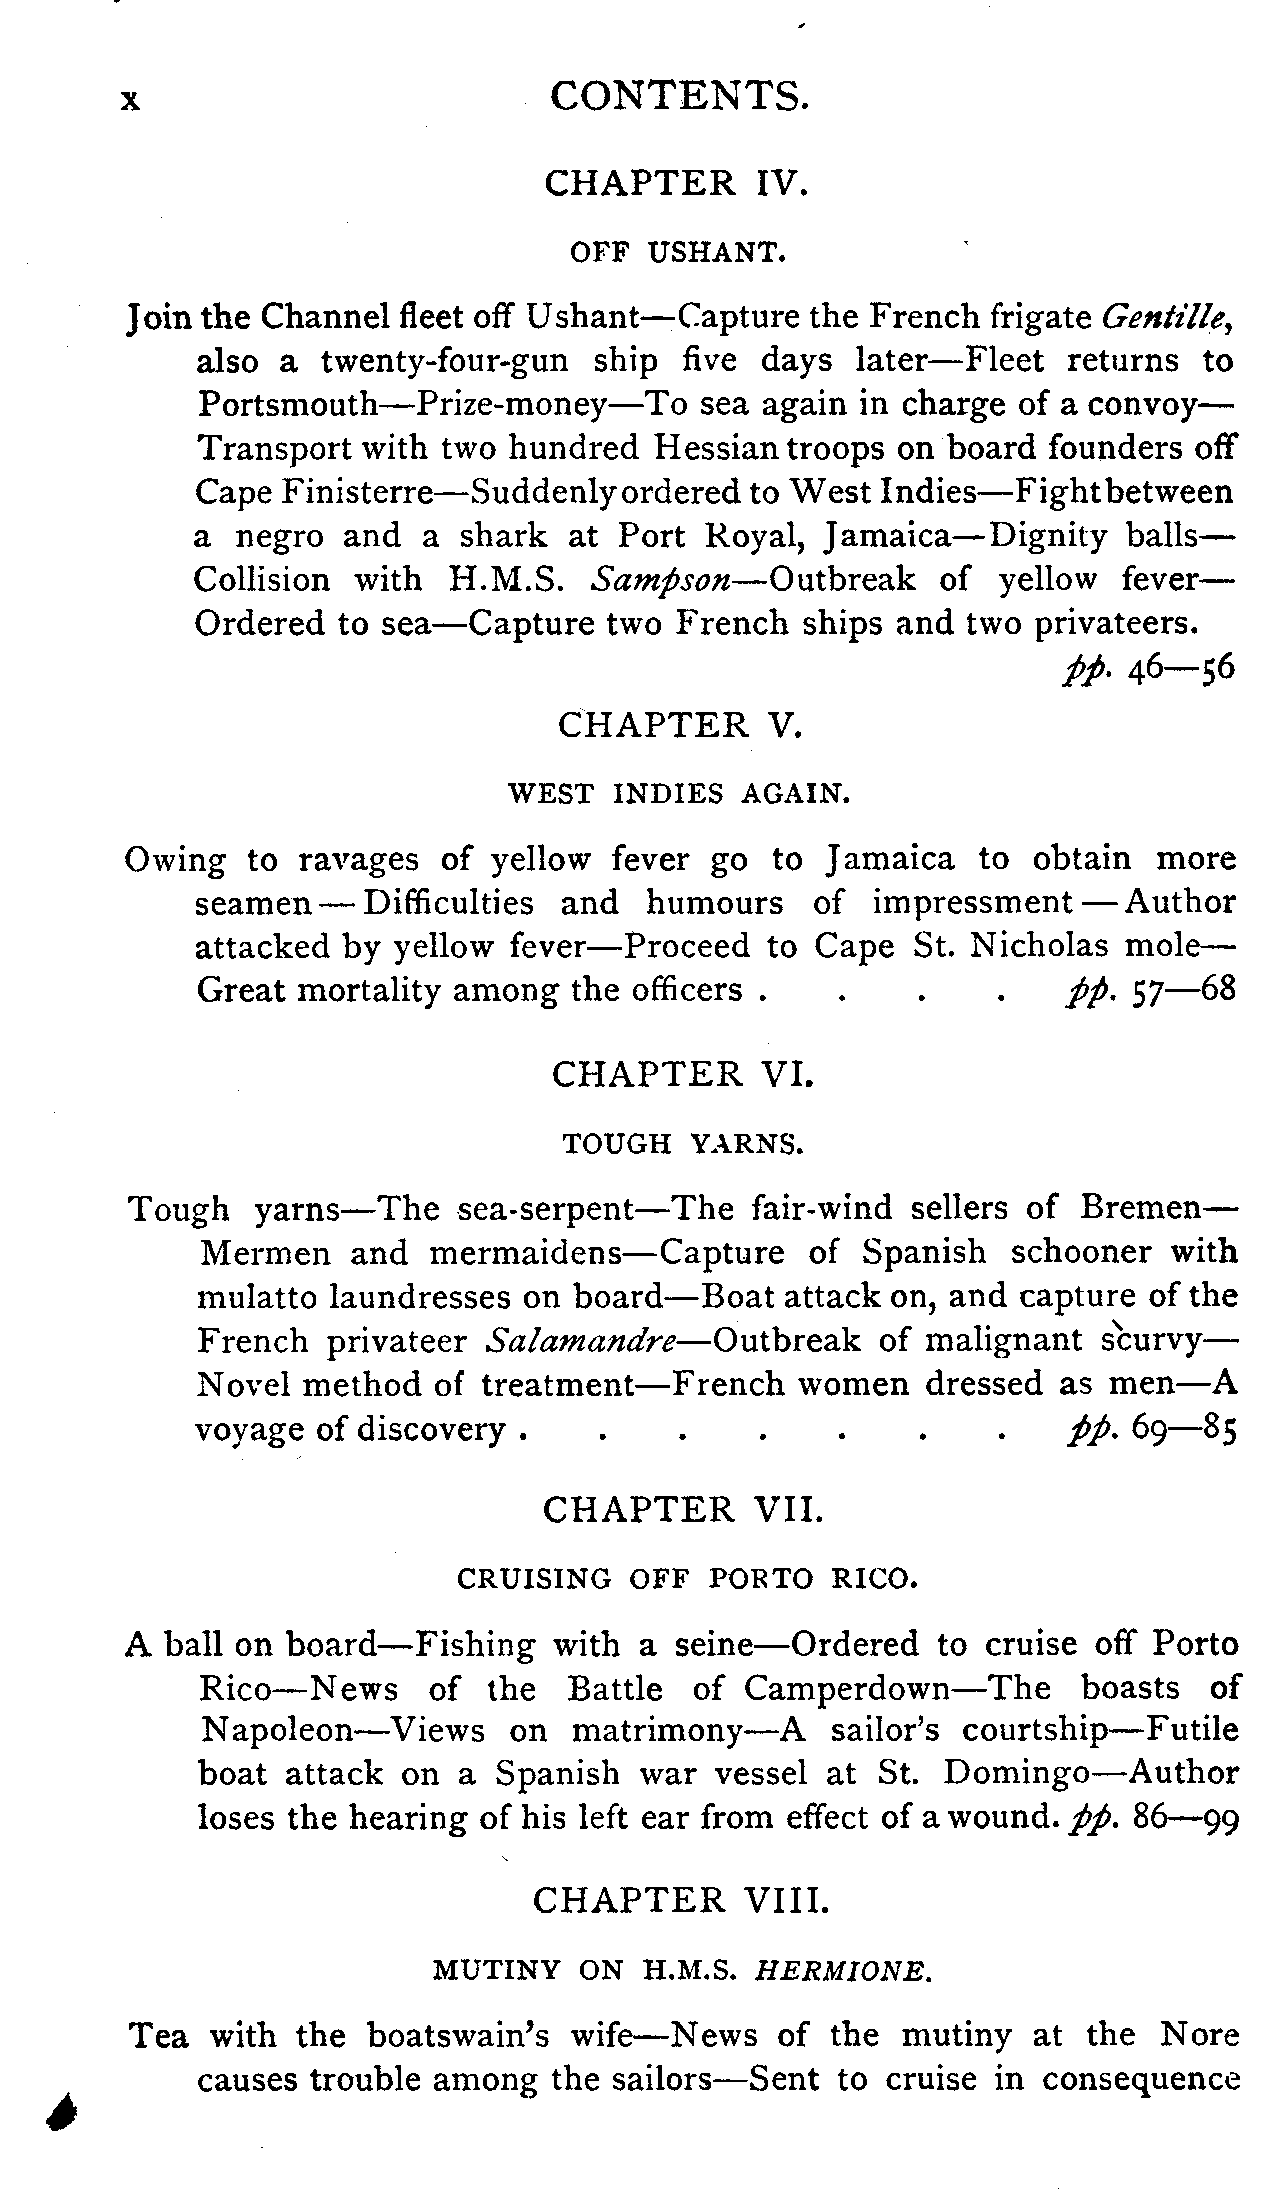 x CONTENTS.
CHAPTER IV.
OFF USHANT.
Join the Channel fleet off Ushant—Capture the French frigate Gentille,
also a twenty-four-gun ship five days later—Fleet returns to
Portsmouth—Prize-money—To sea again in charge of a convoy—
Transport with two hundred Hessian troops on board founders off
Cape Finisterre—Suddenly ordered to West Indies—Fight between
a negro and a shark at Port Royal, Jamaica—Dignity balls—
Collision with H.M.S. Sampson—Outbreak of yellow fever—
Ordered to sea—Capture two French ships and two privateers.
pp. 46—56
CHAPTER V.
WEST INDIES AGAIN.
Owing to ravages of yellow fever go to Jamaica to obtain more
seamen—Difficulties and humours of impressment—Author
attacked by yellow fever—Proceed to Cape St. Nicholas mole—
Great mortality among the officers . . . . pp. 57—68
CHAPTER VI.
TOUGH YARNS.
Tough yarns—The sea-serpent—The fair-wind sellers of Bremen—
Mermen and mermaidens—Capture of Spanish schooner with
mulatto laundresses on board—Boat attack on, and capture of the
French privateer Salamandre—Outbreak of malignant scurvy—
Novel method of treatment—French women dressed as men—A
voyage of discovery . . . . . . . pp. 69—85
CHAPTER VII.
CRUISING OFF PORTO RICO.
A ball on board—Fishing with a seine—Ordered to cruise off Porto
Rico—News of the Battle of Camperdown—The boasts of
Napoleon—Views on matrimony—A sailor's courtship—Futile
boat attack on a Spanish war vessel at St. Domingo—Author
loses the hearing of his left ear from effect of a wound. pp. 86—99
CHAPTER VIII.
MUTINY ON H.M.S. HERMIONE.
Tea with the boatswain's wife—News of the mutiny at the Nore
causes trouble among the sailors—Sent to cruise in consequence